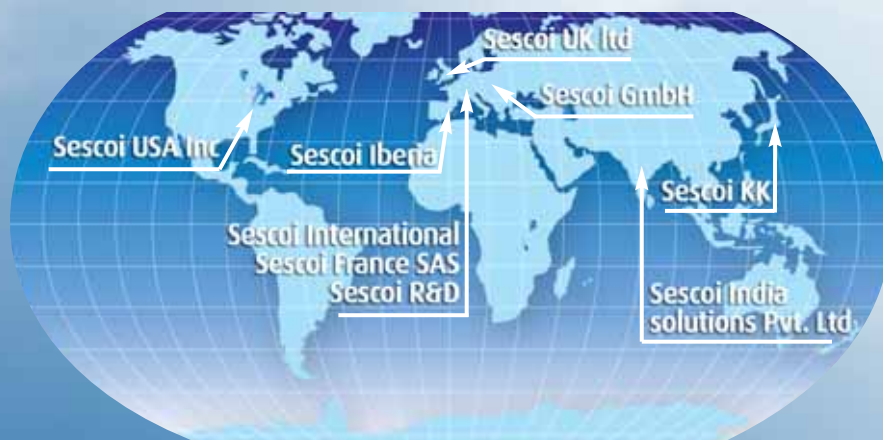 Sescoi UK ltd
Sescoi GmbH
Sescoi USA Inc
Sescoi Iberia
Sescoi KK
Sescoi International
Sescoi France SAS
Sescoi R&D
Sescoi India
solutions Pvt. Ltd